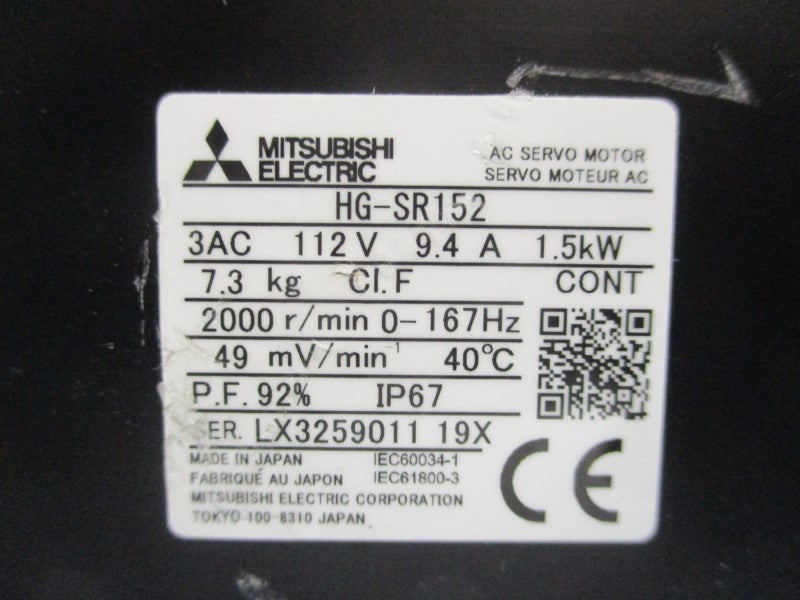 MITSUBISHI
ELECTRIC
AC SERVO MOTOR
SERVO MOTEUR AC
HG-SR152
3AC 112 V 9.4 A 1.5kW
7.3 kg Cl.F CONT
2000 r/min 0-167Hz
49 mV/min⁻¹ 40℃
P.F. 92% IP67
SER. LX3259011 19X
MADE IN JAPAN IEC60034-1
FABRIQUÉ AU JAPON IEC61800-3
MITSUBISHI ELECTRIC CORPORATION
TOKYO 100-8310 JAPAN
CE